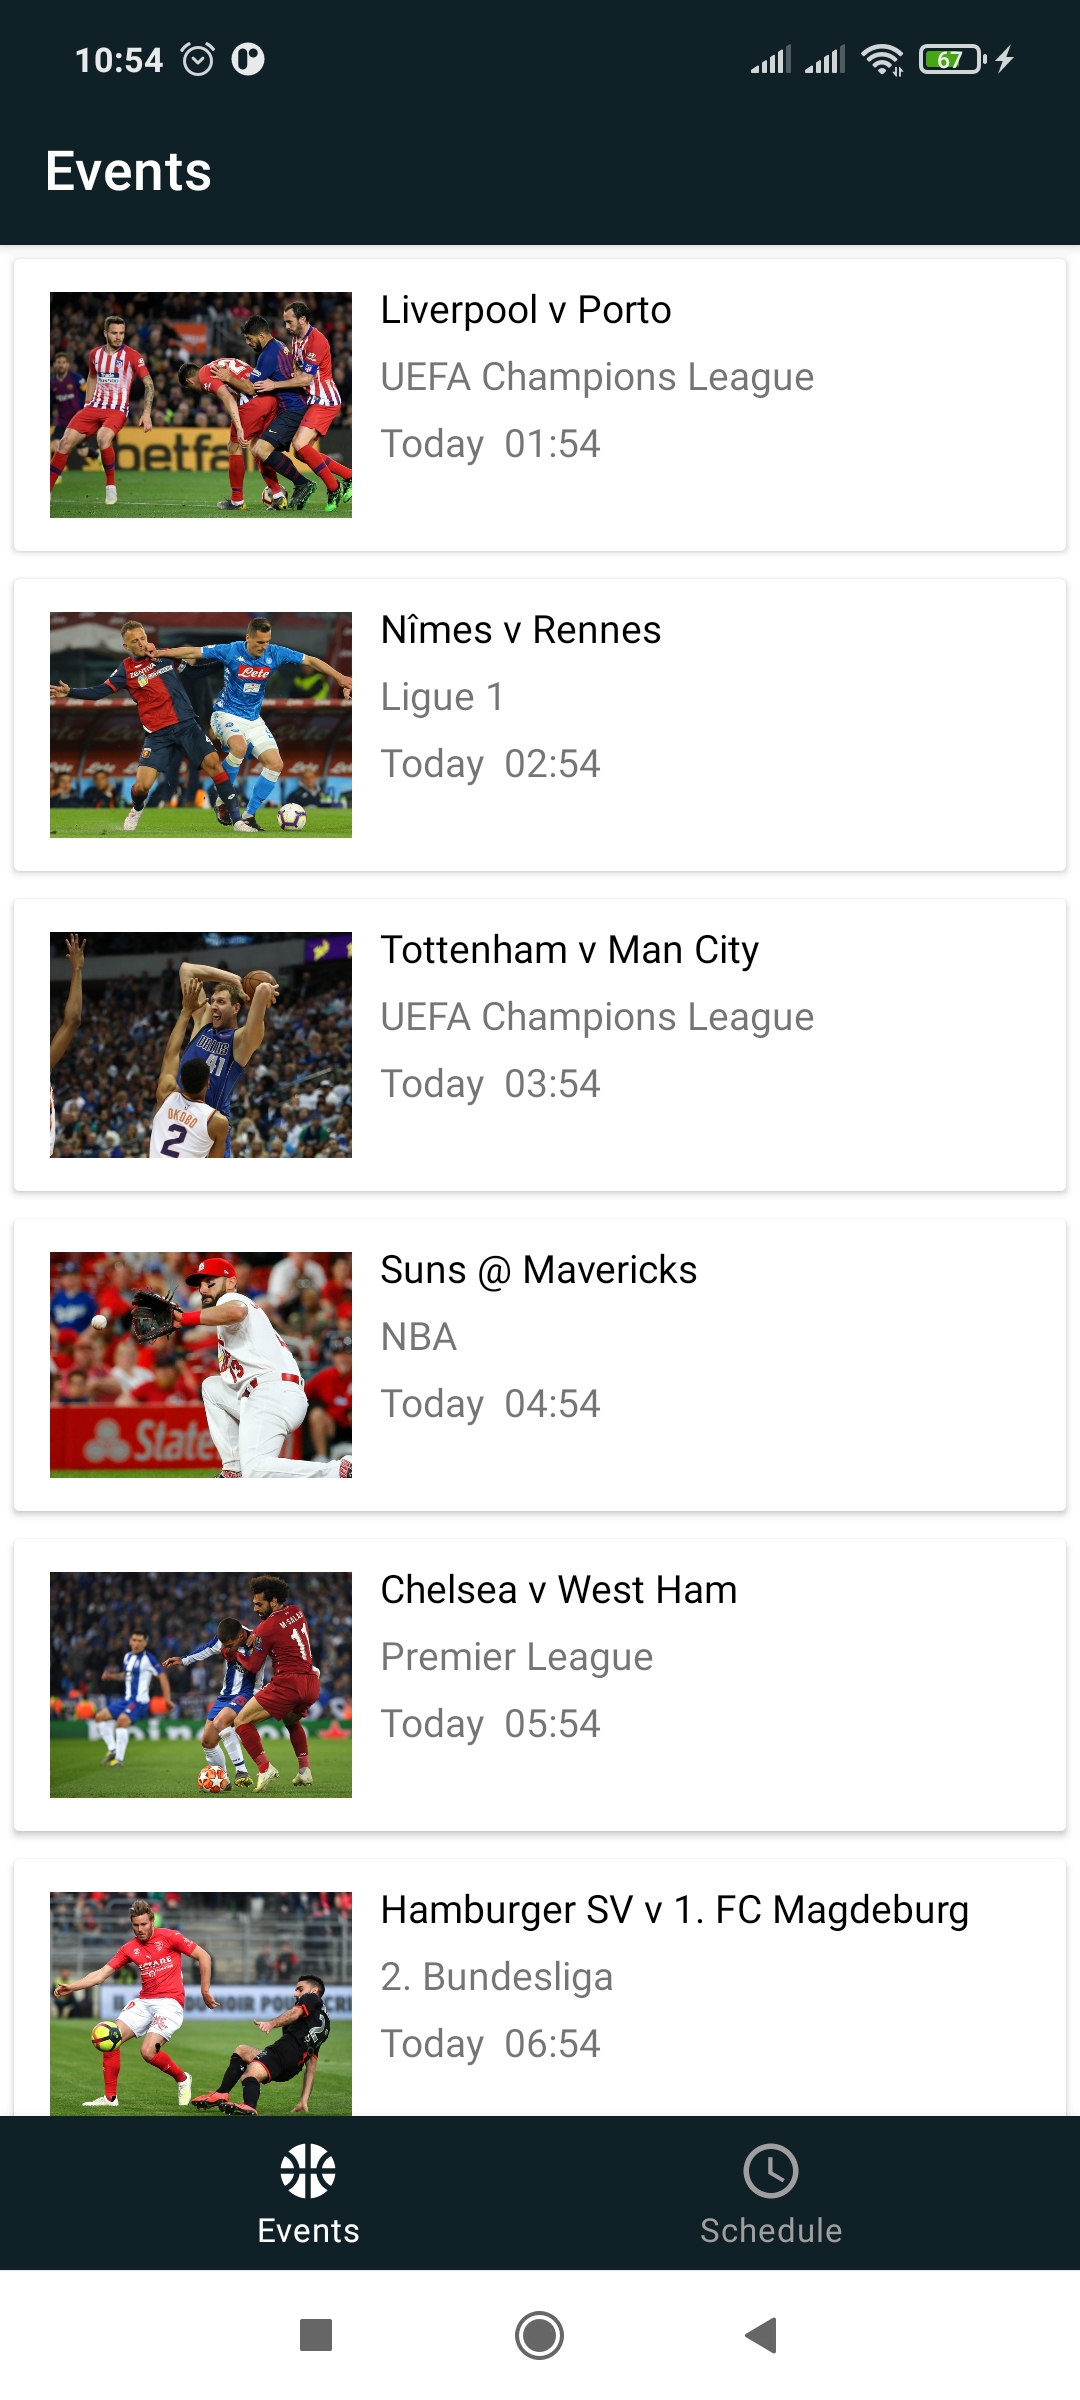 10:54
67
Events
Liverpool v Porto
UEFA Champions League
Today 01:54
betfa
Nîmes v Rennes
Ligue 1
Today 02:54
Lete
Tottenham v Man City
UEFA Champions League
Today 03:54
DALLAS
41
OKOBO
2
Suns @ Mavericks
NBA
Today 04:54
13
State
Chelsea v West Ham
Premier League
Today 05:54
M.SALAH
11
Hamburger SV v 1. FC Magdeburg
2. Bundesliga
Today 06:54
Events
Schedule